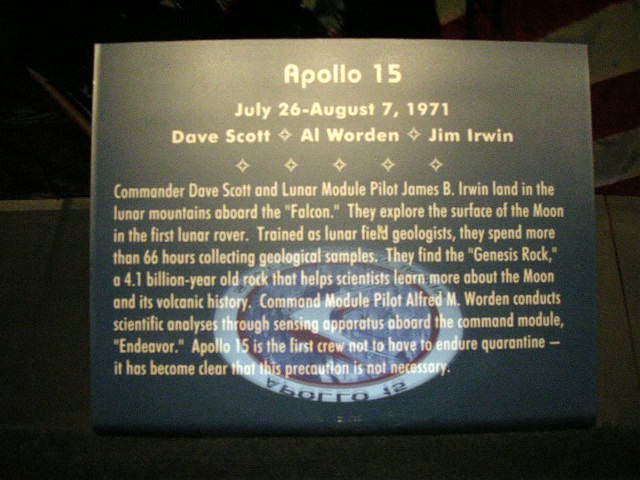 Apollo 15
July 26-August 7, 1971
Dave Scott ✧ Al Worden ✧ Jim Irwin
Commander Dave Scott and Lunar Module Pilot James B. Irwin land in the
lunar mountains aboard the "Falcon." They explore the surface of the Moon
in the first lunar rover. Trained as lunar field geologists, they spend more
than 66 hours collecting geological samples. They find the "Genesis Rock,"
a 4.1 billion-year old rock that helps scientists learn more about the Moon
and its volcanic history. Command Module Pilot Alfred M. Worden conducts
scientific analyses through sensing apparatus aboard the command module,
"Endeavor." Apollo 15 is the first crew not to have to endure quarantine —
it has become clear that this precaution is not necessary.
APOLLO 15